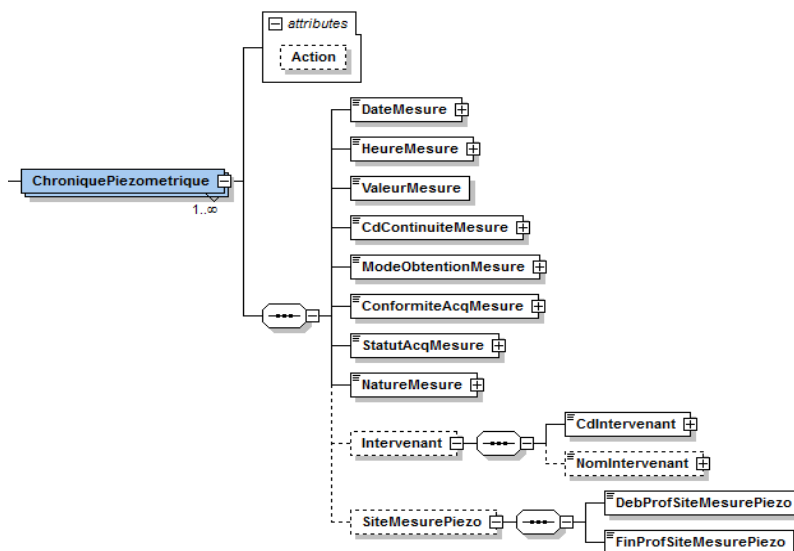 attributes
Action
DateMesure
HeureMesure
ChroniquePiezometrique
ValeurMesure
1..∞
CdContinuiteMesure
ModeObtentionMesure
ConformiteAcqMesure
StatutAcqMesure
NatureMesure
CdIntervenant
Intervenant
NomIntervenant
DebProfSiteMesurePiezo
SiteMesurePiezo
FinProfSiteMesurePiezo